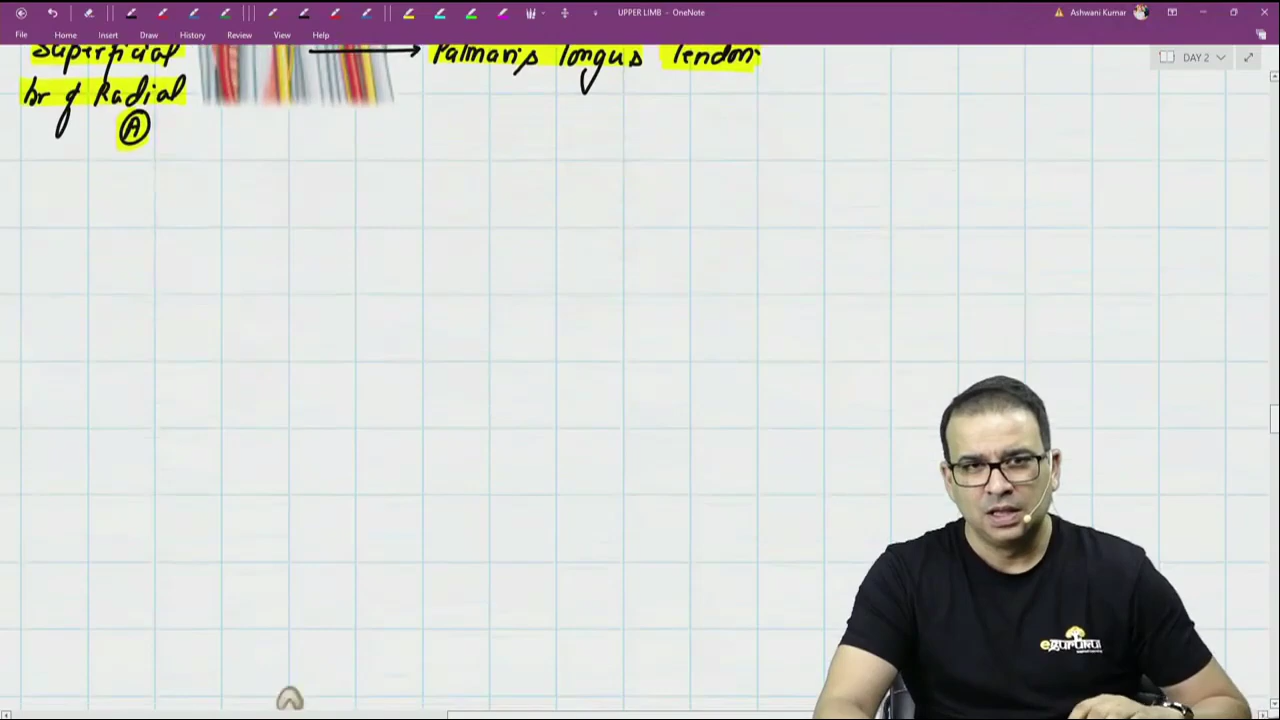 UPPER LIMB - OneNote
Ashwani Kumar
File Home Insert Draw History Review View Help
DAY 2
Superficial
br of Radial
A
Palmaris longus Tendon
eGurukul